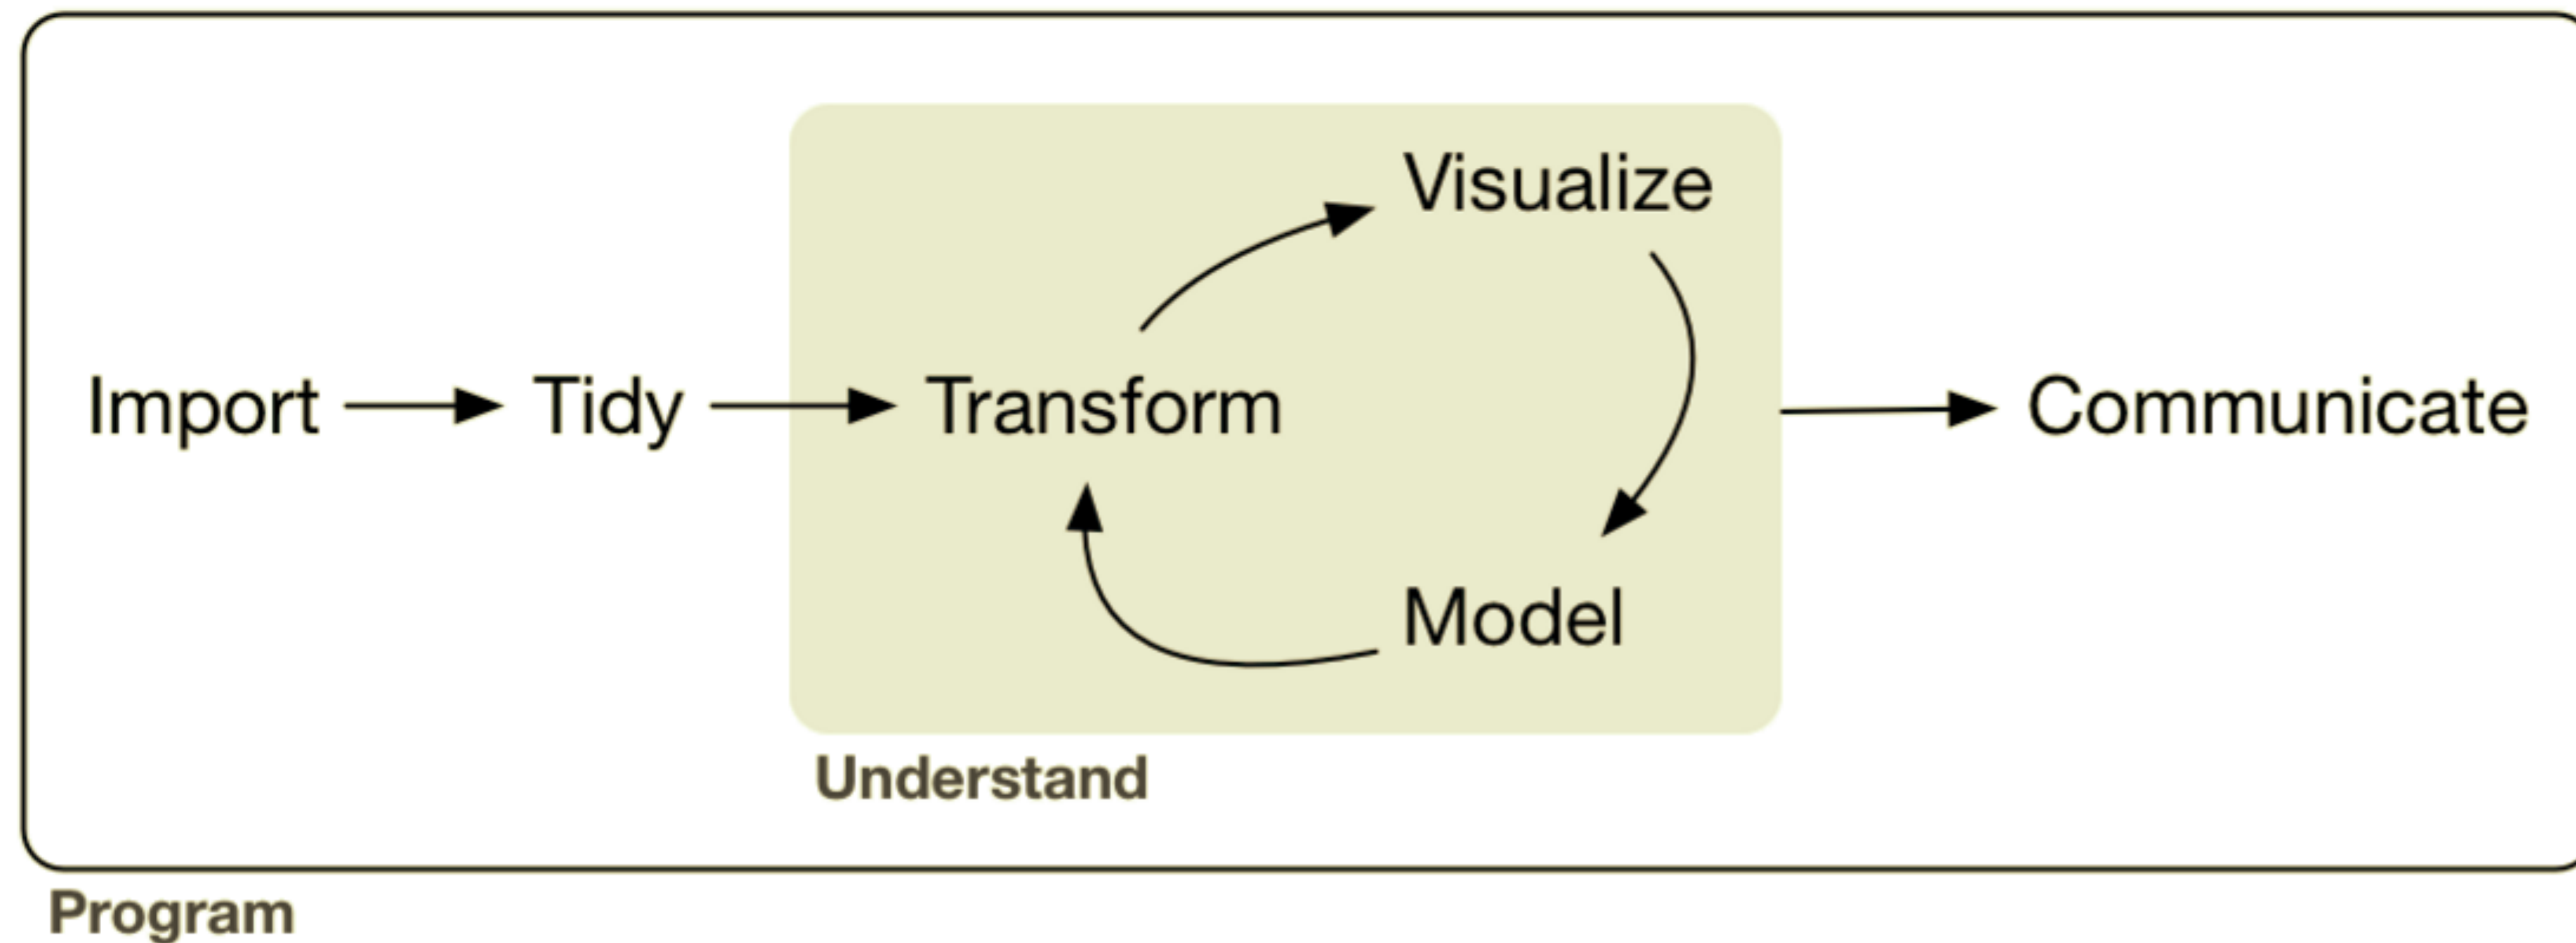 Visualize
Import Tidy Transform Communicate
Model
Understand
Program